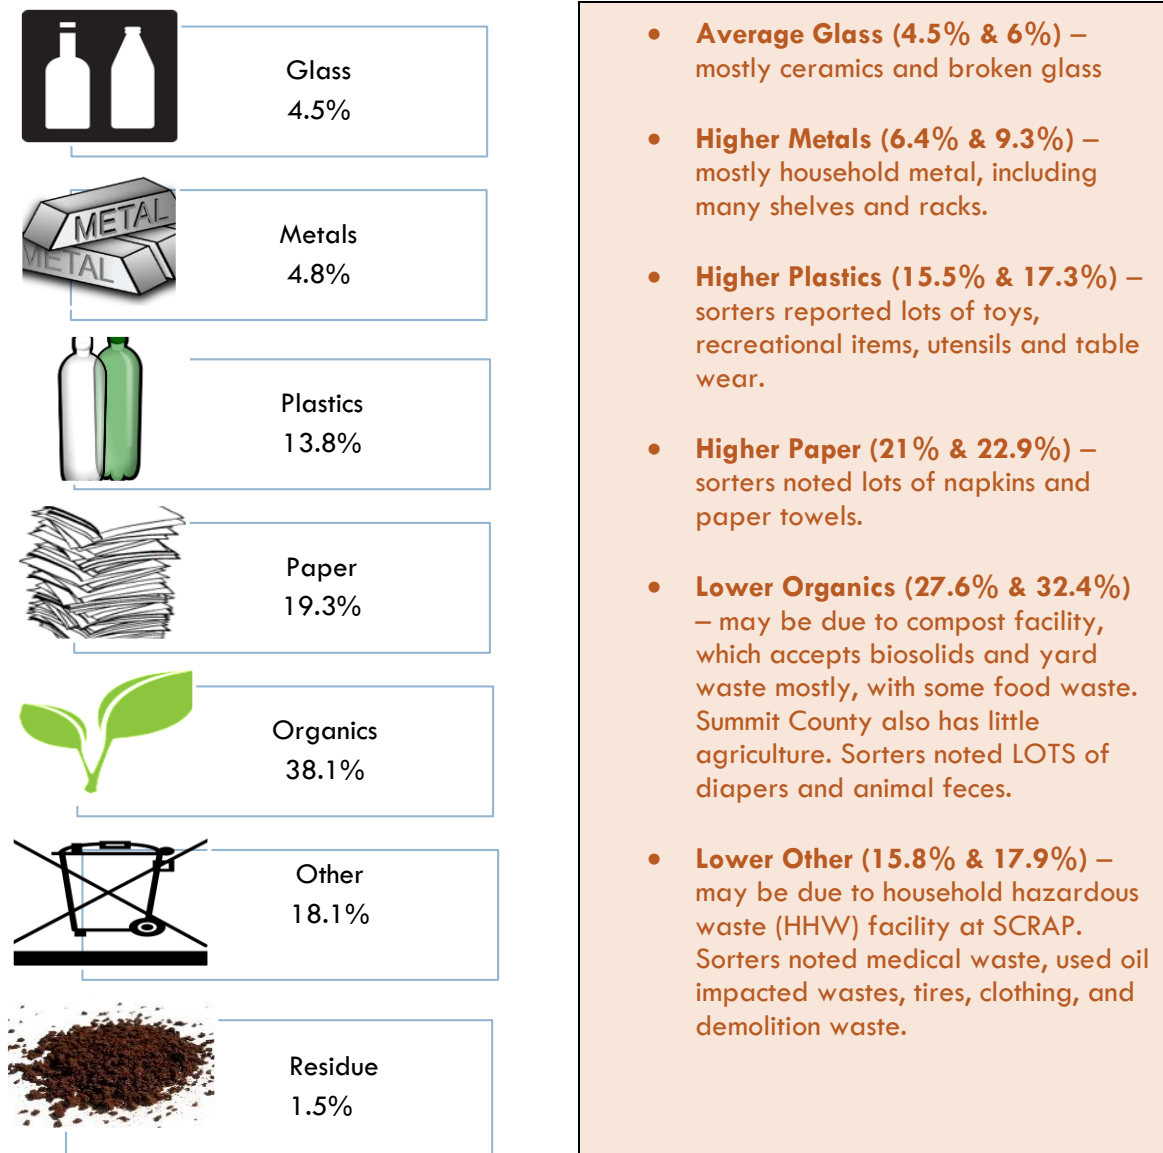 Glass
4.5%
METAL
METAL
Metals
4.8%
Plastics
13.8%
Paper
19.3%
Organics
38.1%
Other
18.1%
Residue
1.5%
• Average Glass (4.5% & 6%) –
mostly ceramics and broken glass
• Higher Metals (6.4% & 9.3%) –
mostly household metal, including
many shelves and racks.
• Higher Plastics (15.5% & 17.3%) –
sorters reported lots of toys,
recreational items, utensils and table
wear.
• Higher Paper (21% & 22.9%) –
sorters noted lots of napkins and
paper towels.
• Lower Organics (27.6% & 32.4%)
– may be due to compost facility,
which accepts biosolids and yard
waste mostly, with some food waste.
Summit County also has little
agriculture. Sorters noted LOTS of
diapers and animal feces.
• Lower Other (15.8% & 17.9%) –
may be due to household hazardous
waste (HHW) facility at SCRAP.
Sorters noted medical waste, used oil
impacted wastes, tires, clothing, and
demolition waste.